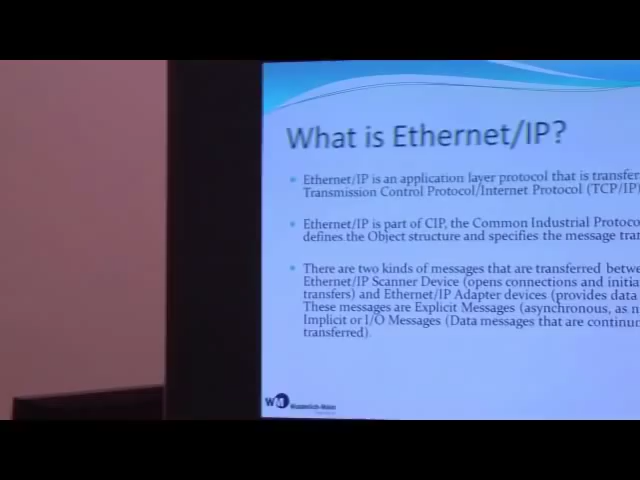 What is Ethernet/IP?
Ethernet/IP is an application layer protocol that is transfer
Transmission Control Protocol/Internet Protocol (TCP/IP)
Ethernet/IP is part of CIP, the Common Industrial Protoco
defines the Object structure and specifies the message tran
There are two kinds of messages that are transferred betwe
Ethernet/IP Scanner Device (opens connections and initia
transfers) and Ethernet/IP Adapter devices (provides data
These messages are Explicit Messages (asynchronous, as n
Implicit or I/O Messages (Data messages that are continu
transferred).
WM